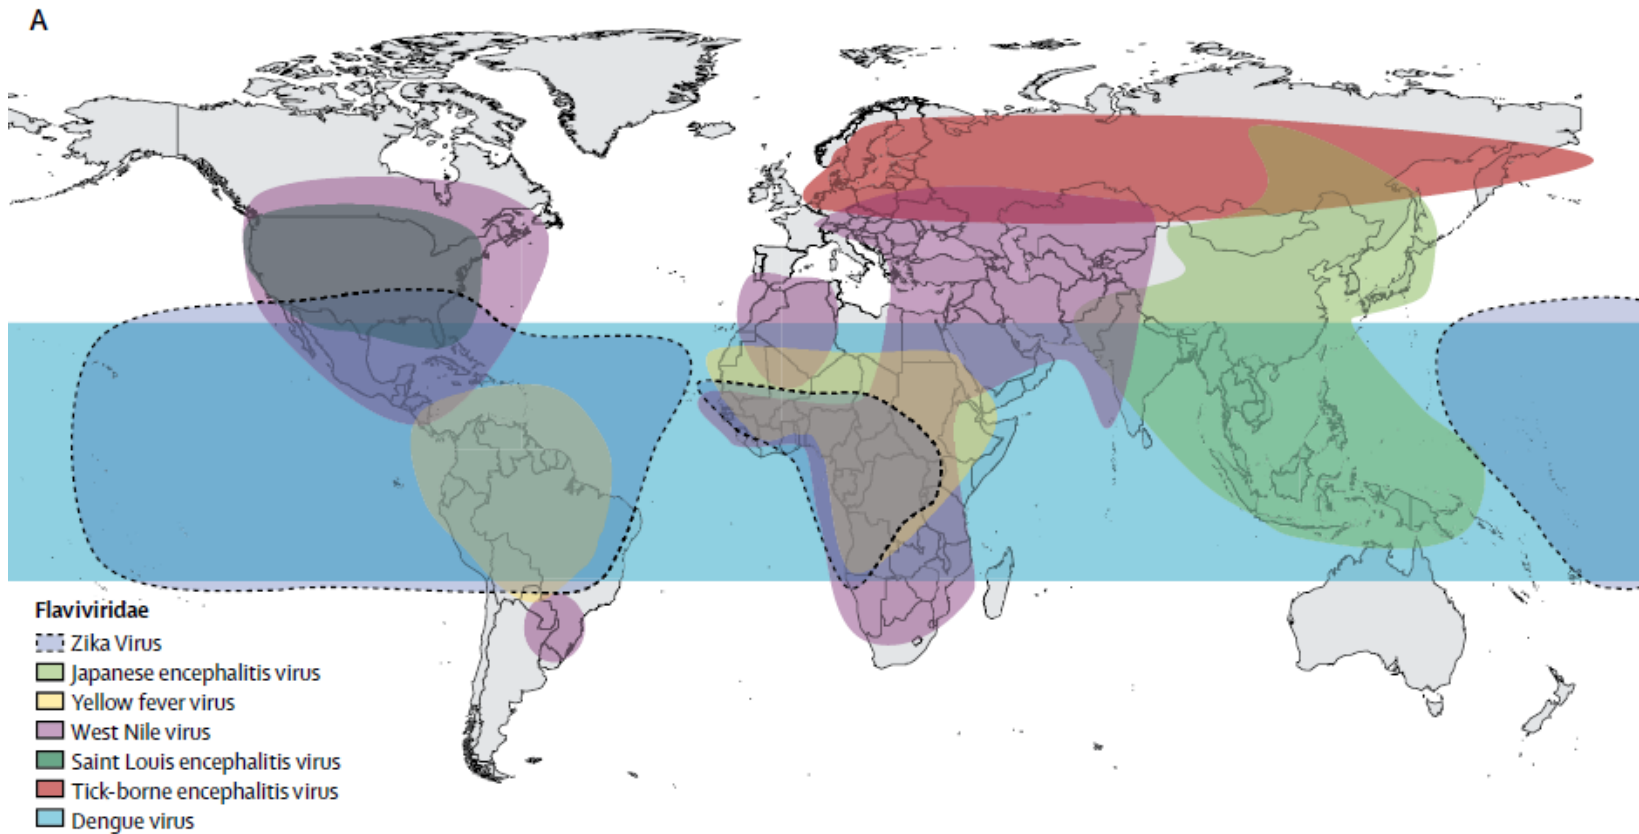 A
Flaviviridae
Zika Virus
Japanese encephalitis virus
Yellow fever virus
West Nile virus
Saint Louis encephalitis virus
Tick-borne encephalitis virus
Dengue virus